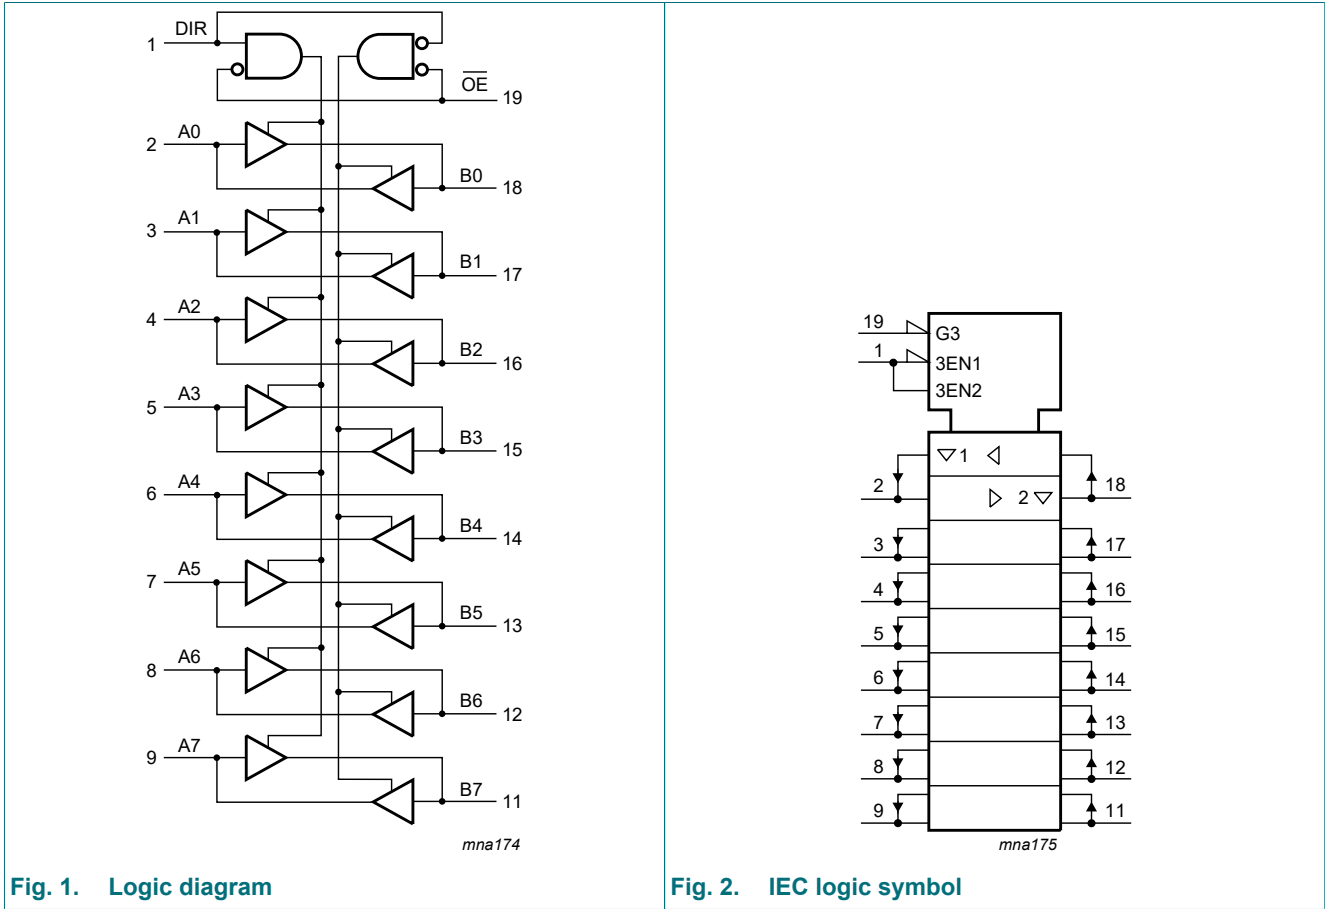 DIR
1
OE
19
A0
2
B0
18
A1
3
B1
17
A2
4
B2
16
A3
5
B3
15
A4
6
B4
14
A5
7
B5
13
A6
8
B6
12
A7
9
B7
11
mna174
Fig. 1. Logic diagram
19
G3
1
3EN1
3EN2
1
2
18
2
3
17
4
16
5
15
6
14
7
13
8
12
9
11
mna175
Fig. 2. IEC logic symbol